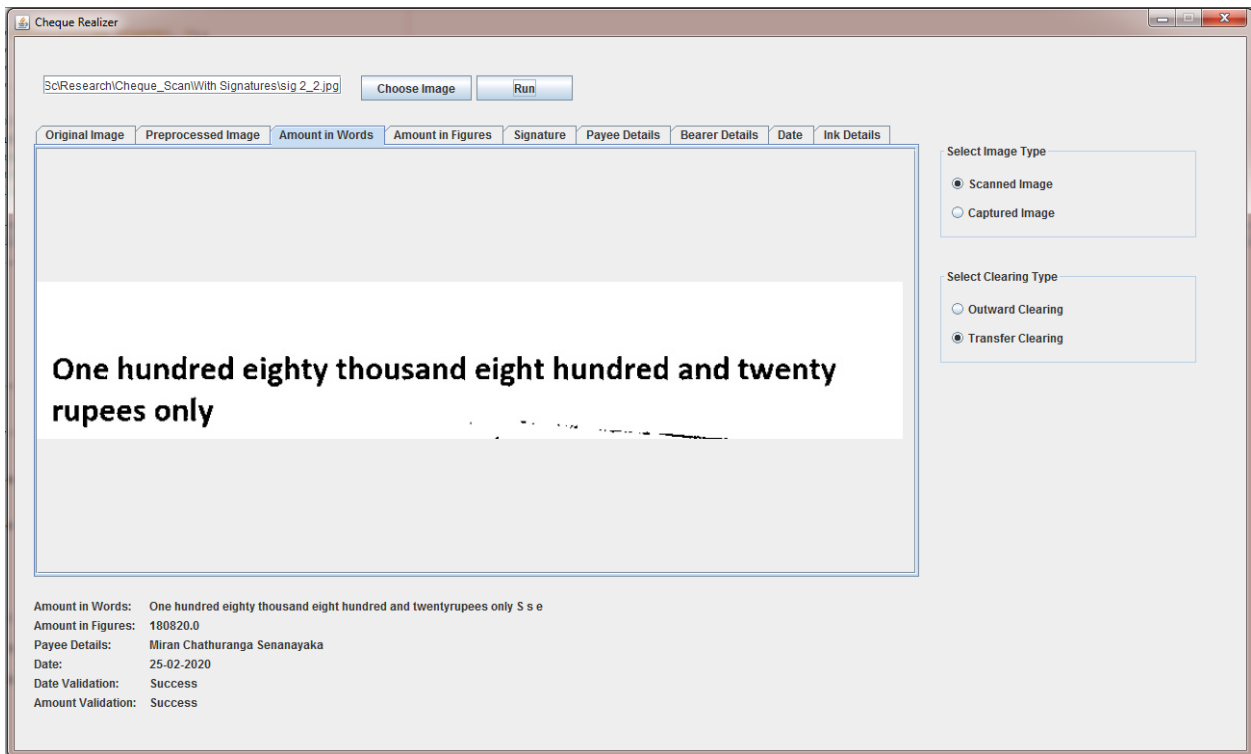 Cheque Realizer
Sc\Research\Cheque_Scan\With Signatures\sig 2_2.jpg
Choose Image
Run
Original Image
Preprocessed Image
Amount in Words
Amount in Figures
Signature
Payee Details
Bearer Details
Date
Ink Details
One hundred eighty thousand eight hundred and twenty
rupees only
Select Image Type
Scanned Image
Captured Image
Select Clearing Type
Outward Clearing
Transfer Clearing
Amount in Words: One hundred eighty thousand eight hundred and twentyrupees only S s e
Amount in Figures: 180820.0
Payee Details: Miran Chathuranga Senanayaka
Date: 25-02-2020
Date Validation: Success
Amount Validation: Success